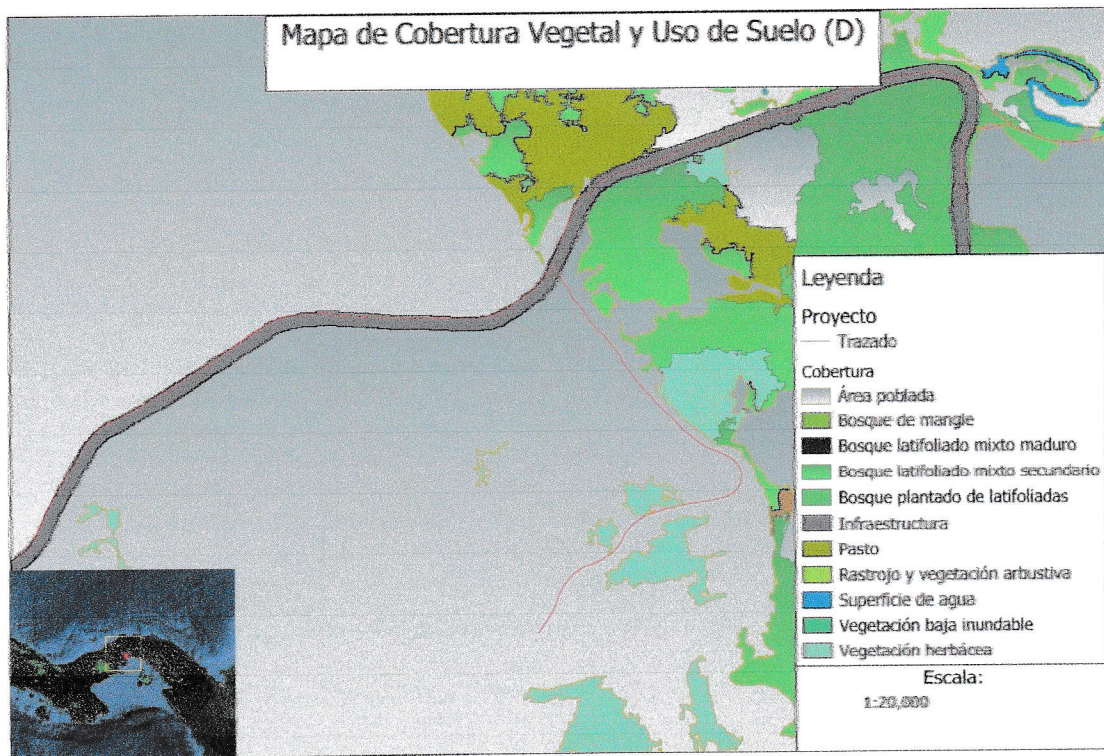 Mapa de Cobertura Vegetal y Uso de Suelo (D)
Leyenda
Proyecto
Trazado
Cobertura
Área poblada
Bosque de mangle
Bosque latifoliado mixto maduro
Bosque latifoliado mixto secundario
Bosque plantado de latifoliadas
Infraestructura
Pasto
Rastrojo y vegetación arbustiva
Superficie de agua
Vegetación baja inundable
Vegetación herbácea
Escala:
1:20,000